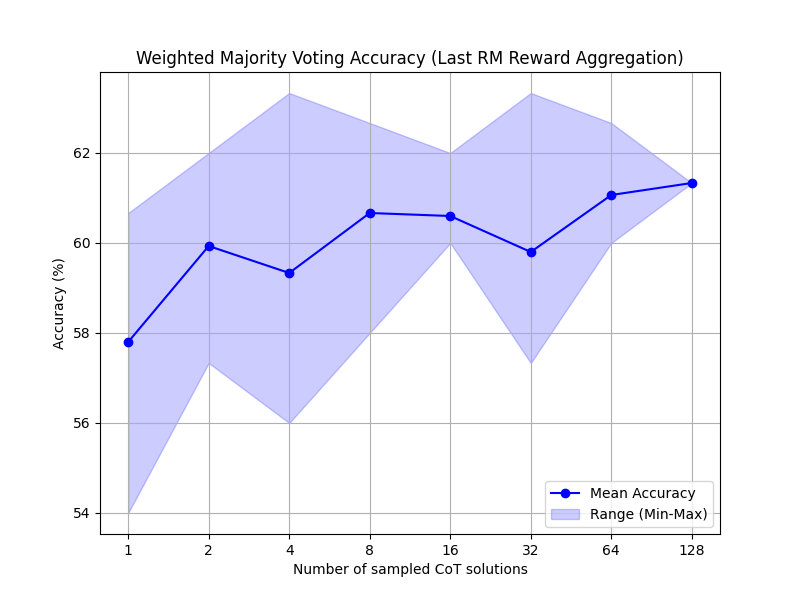 Weighted Majority Voting Accuracy (Last RM Reward Aggregation)
Accuracy (%)
62
60
58
56
54
Mean Accuracy
Range (Min-Max)
1 2 4 8 16 32 64 128
Number of sampled CoT solutions